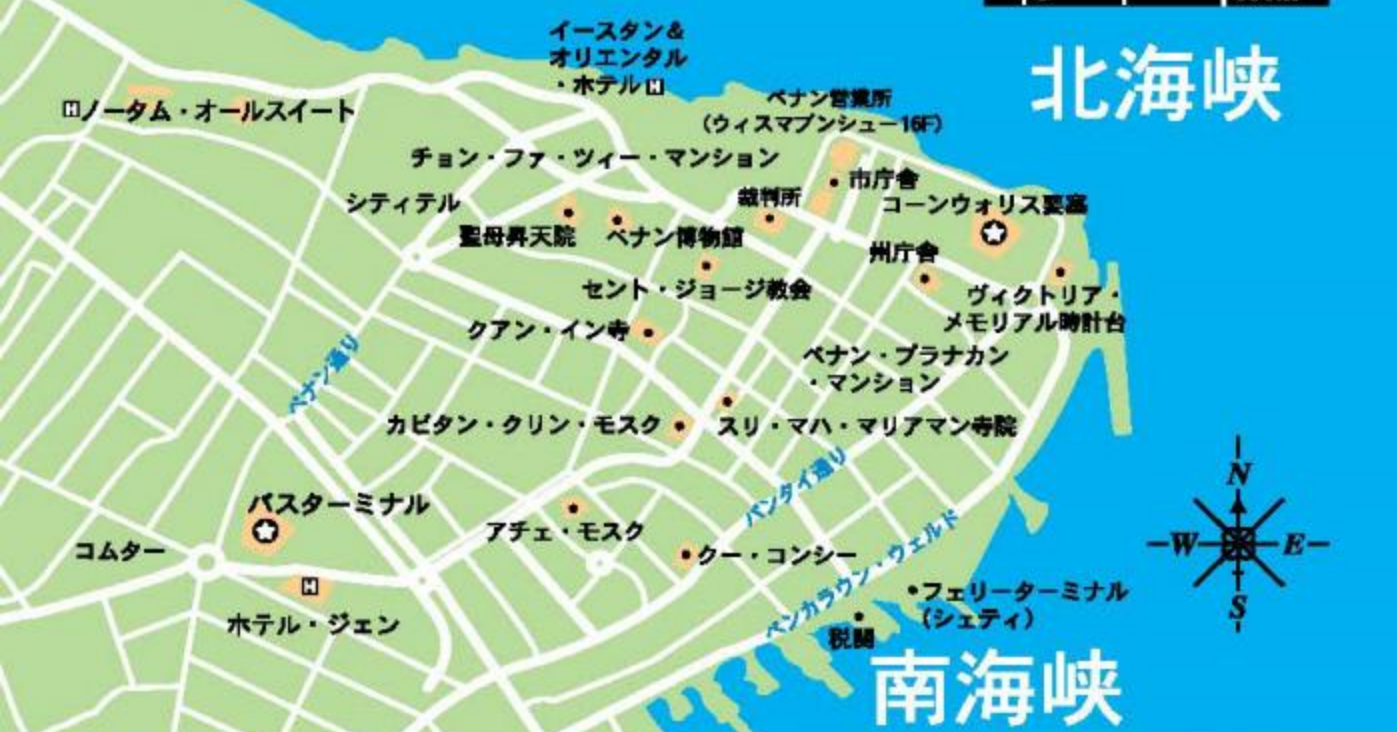 北海峡
イースタン&
オリエンタル
・ホテル H
H ノータム・オールスイート
ペナン営業所
(ウィスマブンシュー16F)
チョン・ファ・ツィー・マンション
市庁舎
裁判所
シティテル
コーンウォリス要塞
聖母昇天院
ペナン博物館
州庁舎
セント・ジョージ教会
ヴィクトリア・
メモリアル時計台
クアン・イン寺
ペナン通り
ペナン・プラナカン
・マンション
カピタン・クリン・モスク
スリ・マハ・マリアマン寺院
パンタイ通り
N
W
E
S
バスターミナル
アチェ・モスク
コムター
クー・コンシー
ペンカラウン・ウェルド
H
ホテル・ジェン
フェリーターミナル
(シェティ)
税関
南海峡